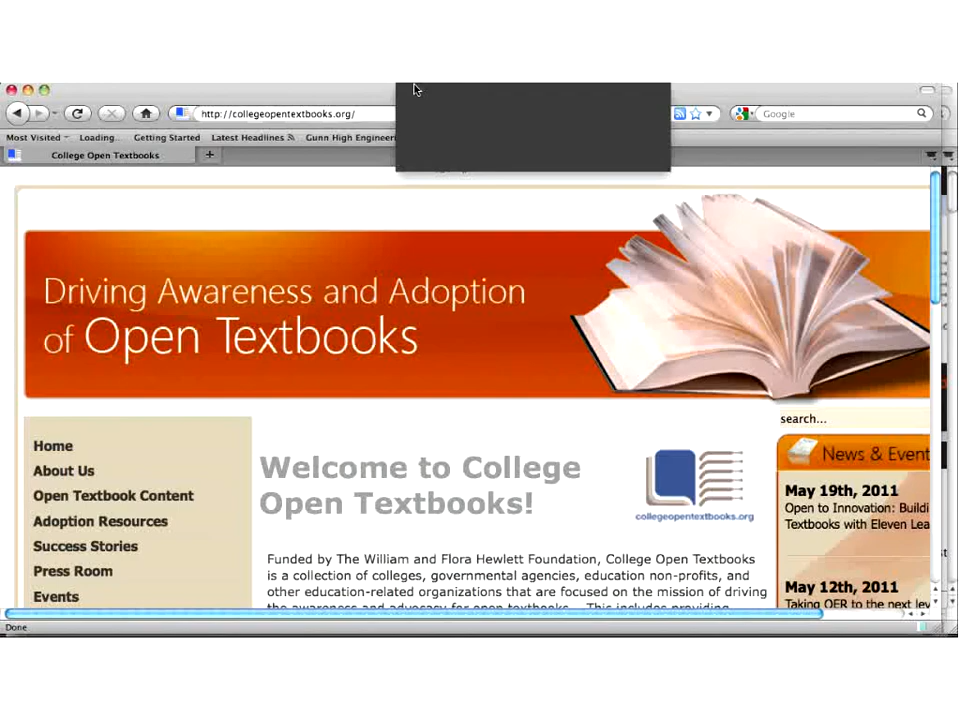 http://collegeopentextbooks.org/
Google
Most Visited Loading... Getting Started Latest Headlines Gunn High Engineeri
College Open Textbooks
Driving Awareness and Adoption
of Open Textbooks
search...
Home
About Us
Open Textbook Content
Adoption Resources
Success Stories
Press Room
Events
Welcome to College
Open Textbooks!
collegeopentextbooks.org
Funded by The William and Flora Hewlett Foundation, College Open Textbooks
is a collection of colleges, governmental agencies, education non-profits, and
other education-related organizations that are focused on the mission of driving
the awareness and advocacy for open textbooks. This includes providing
News & Event
May 19th, 2011
Open to Innovation: Buildi
Textbooks with Eleven Lea
May 12th, 2011
Taking OER to the next lev
Done